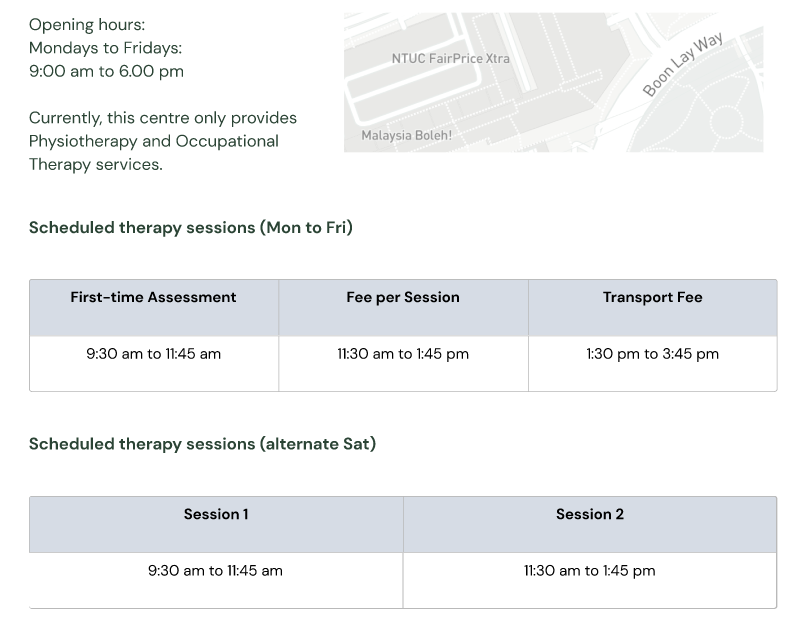 Opening hours:
Mondays to Fridays:
9:00 am to 6.00 pm
Currently, this centre only provides
Physiotherapy and Occupational
Therapy services.
NTUC FairPrice Xtra
Boon Lay Way
Malaysia Boleh!
Scheduled therapy sessions (Mon to Fri)
First-time Assessment Fee per Session Transport Fee
9:30 am to 11:45 am 11:30 am to 1:45 pm 1:30 pm to 3:45 pm
Scheduled therapy sessions (alternate Sat)
Session 1 Session 2
9:30 am to 11:45 am 11:30 am to 1:45 pm